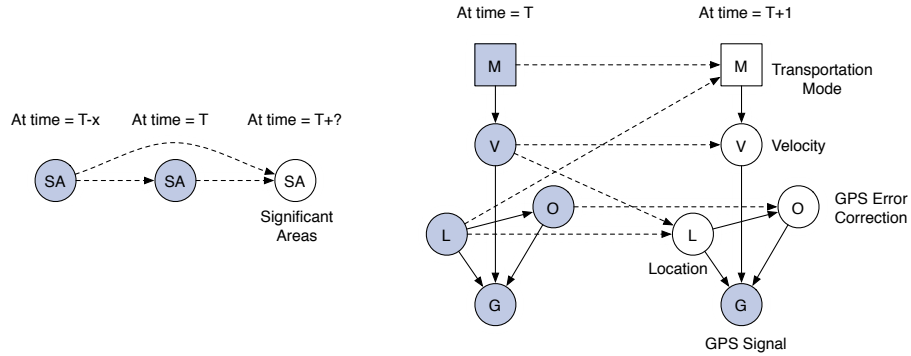 At time = T-x
At time = T
At time = T+?
SA
SA
SA
Significant
Areas
At time = T
At time = T+1
M
M
Transportation
Mode
V
V
Velocity
L
O
L
O
GPS Error
Correction
Location
G
G
GPS Signal